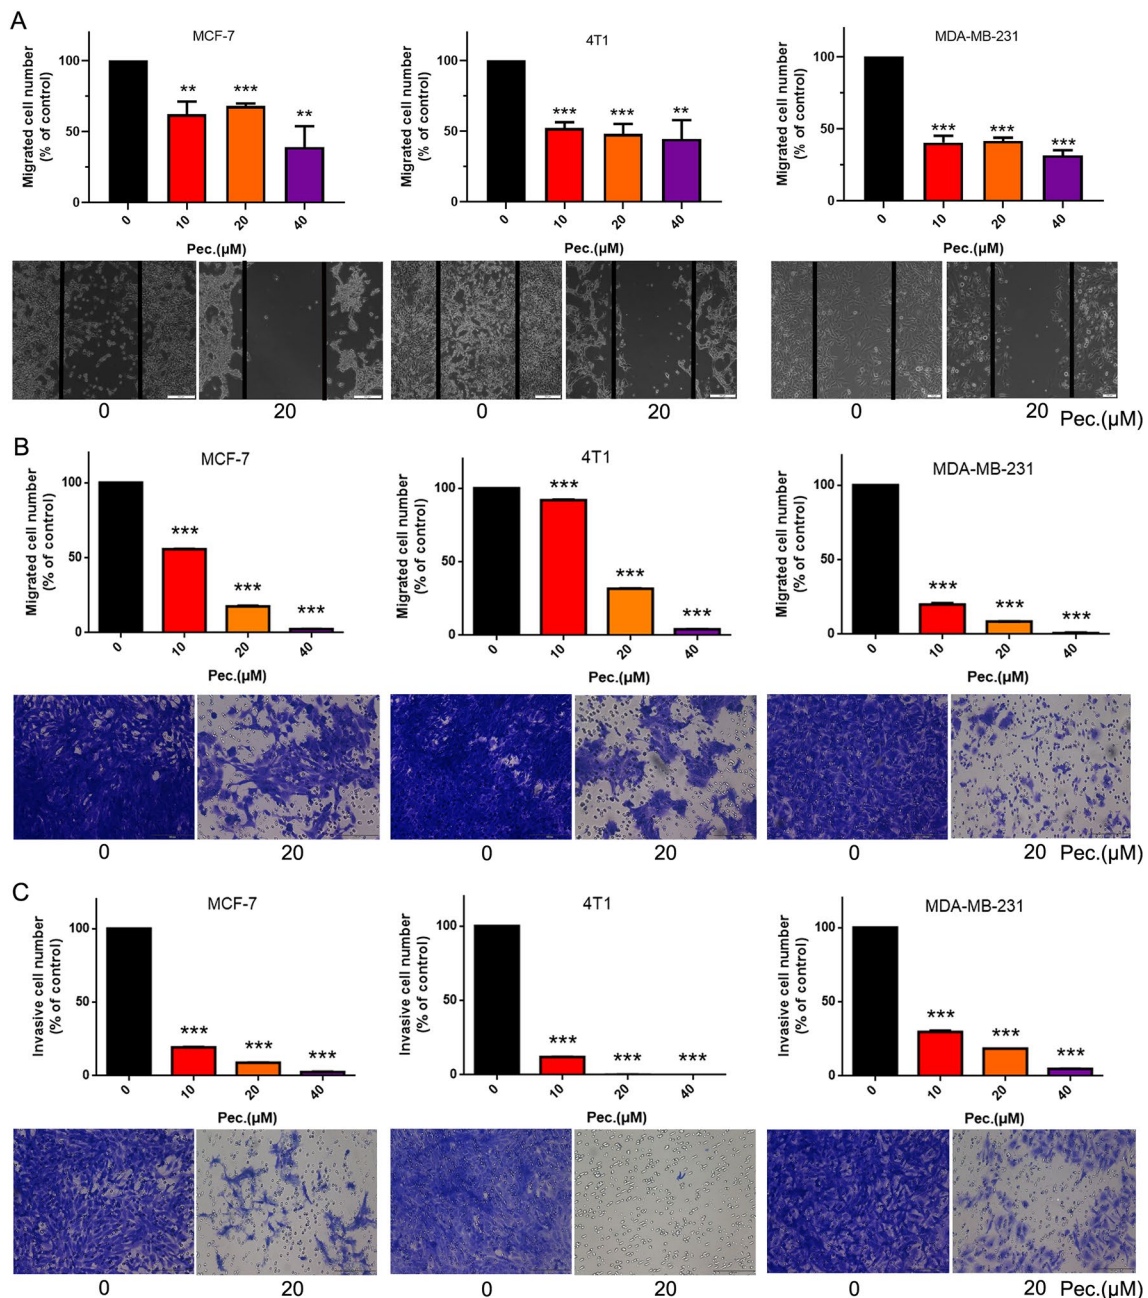 A
MCF-7
Migrated cell number
(% of control)
100
50
0
**
***
**
0
10
20
40
Pec.(µM)
4T1
Migrated cell number
(% of control)
100
50
0
***
***
**
0
10
20
40
Pec.(µM)
MDA-MB-231
Migrated cell number
(% of control)
100
50
0
***
***
***
0
10
20
40
Pec.(µM)
0
20
0
20
0
20
Pec.(µM)
B
MCF-7
Migrated cell number
(% of control)
100
50
0
***
***
***
0
10
20
40
Pec.(µM)
4T1
Migrated cell number
(% of control)
100
50
0
***
***
***
0
10
20
40
Pec.(µM)
MDA-MB-231
Migrated cell number
(% of control)
100
50
0
***
***
***
0
10
20
40
Pec.(µM)
0
20
0
20
0
20
Pec.(µM)
C
MCF-7
Invasive cell number
(% of control)
100
50
0
***
***
***
0
10
20
40
Pec.(µM)
4T1
Invasive cell number
(% of control)
100
50
0
***
***
***
0
10
20
40
Pec.(µM)
MDA-MB-231
Invasive cell number
(% of control)
100
50
0
***
***
***
0
10
20
40
Pec.(µM)
0
20
0
20
0
20
Pec.(µM)